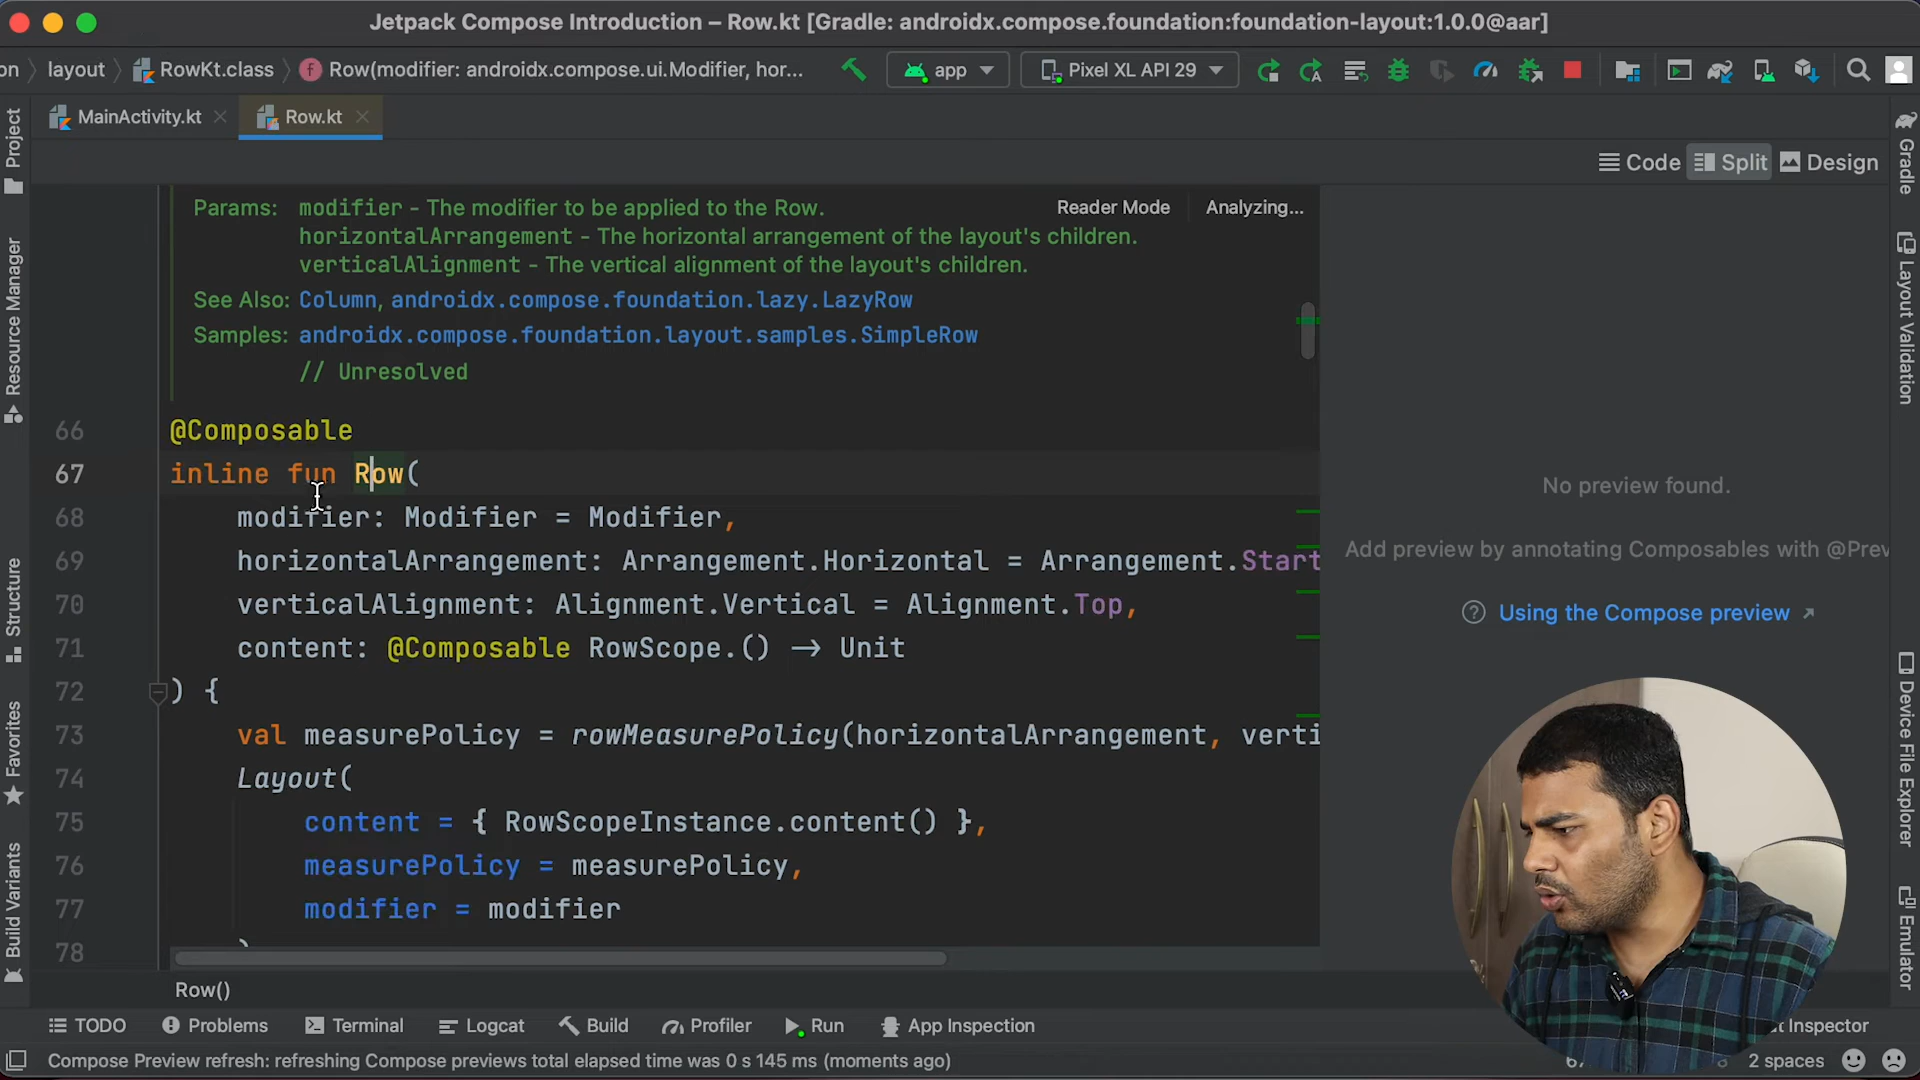 Jetpack Compose Introduction – Row.kt [Gradle: androidx.compose.foundation:foundation-layout:1.0.0@aar]
on layout RowKt.class Row(modifier: androidx.compose.ui.Modifier, hor... app Pixel XL API 29
MainActivity.kt Row.kt
Code Split Design
Params: modifier - The modifier to be applied to the Row.
Reader Mode Analyzing...
horizontalArrangement - The horizontal arrangement of the layout's children.
verticalAlignment - The vertical alignment of the layout's children.
See Also: Column, androidx.compose.foundation.lazy.LazyRow
Samples: androidx.compose.foundation.layout.samples.SimpleRow
// Unresolved
66 @Composable
67 inline fun Row(
68 modifier: Modifier = Modifier,
69 horizontalArrangement: Arrangement.Horizontal = Arrangement.Start
70 verticalAlignment: Alignment.Vertical = Alignment.Top,
71 content: @Composable RowScope.() → Unit
72 ) {
73 val measurePolicy = rowMeasurePolicy(horizontalArrangement, verti
74 Layout(
75 content = { RowScopeInstance.content() },
76 measurePolicy = measurePolicy,
77 modifier = modifier
78 )
No preview found.
Add preview by annotating Composables with @Prev
Using the Compose preview
Row()
Project
Resource Manager
Structure
Favorites
Build Variants
Gradle
Layout Validation
Device File Explorer
Emulator
TODO Problems Terminal Logcat Build Profiler Run App Inspection t Inspector
Compose Preview refresh: refreshing Compose previews total elapsed time was 0 s 145 ms (moments ago)
2 spaces